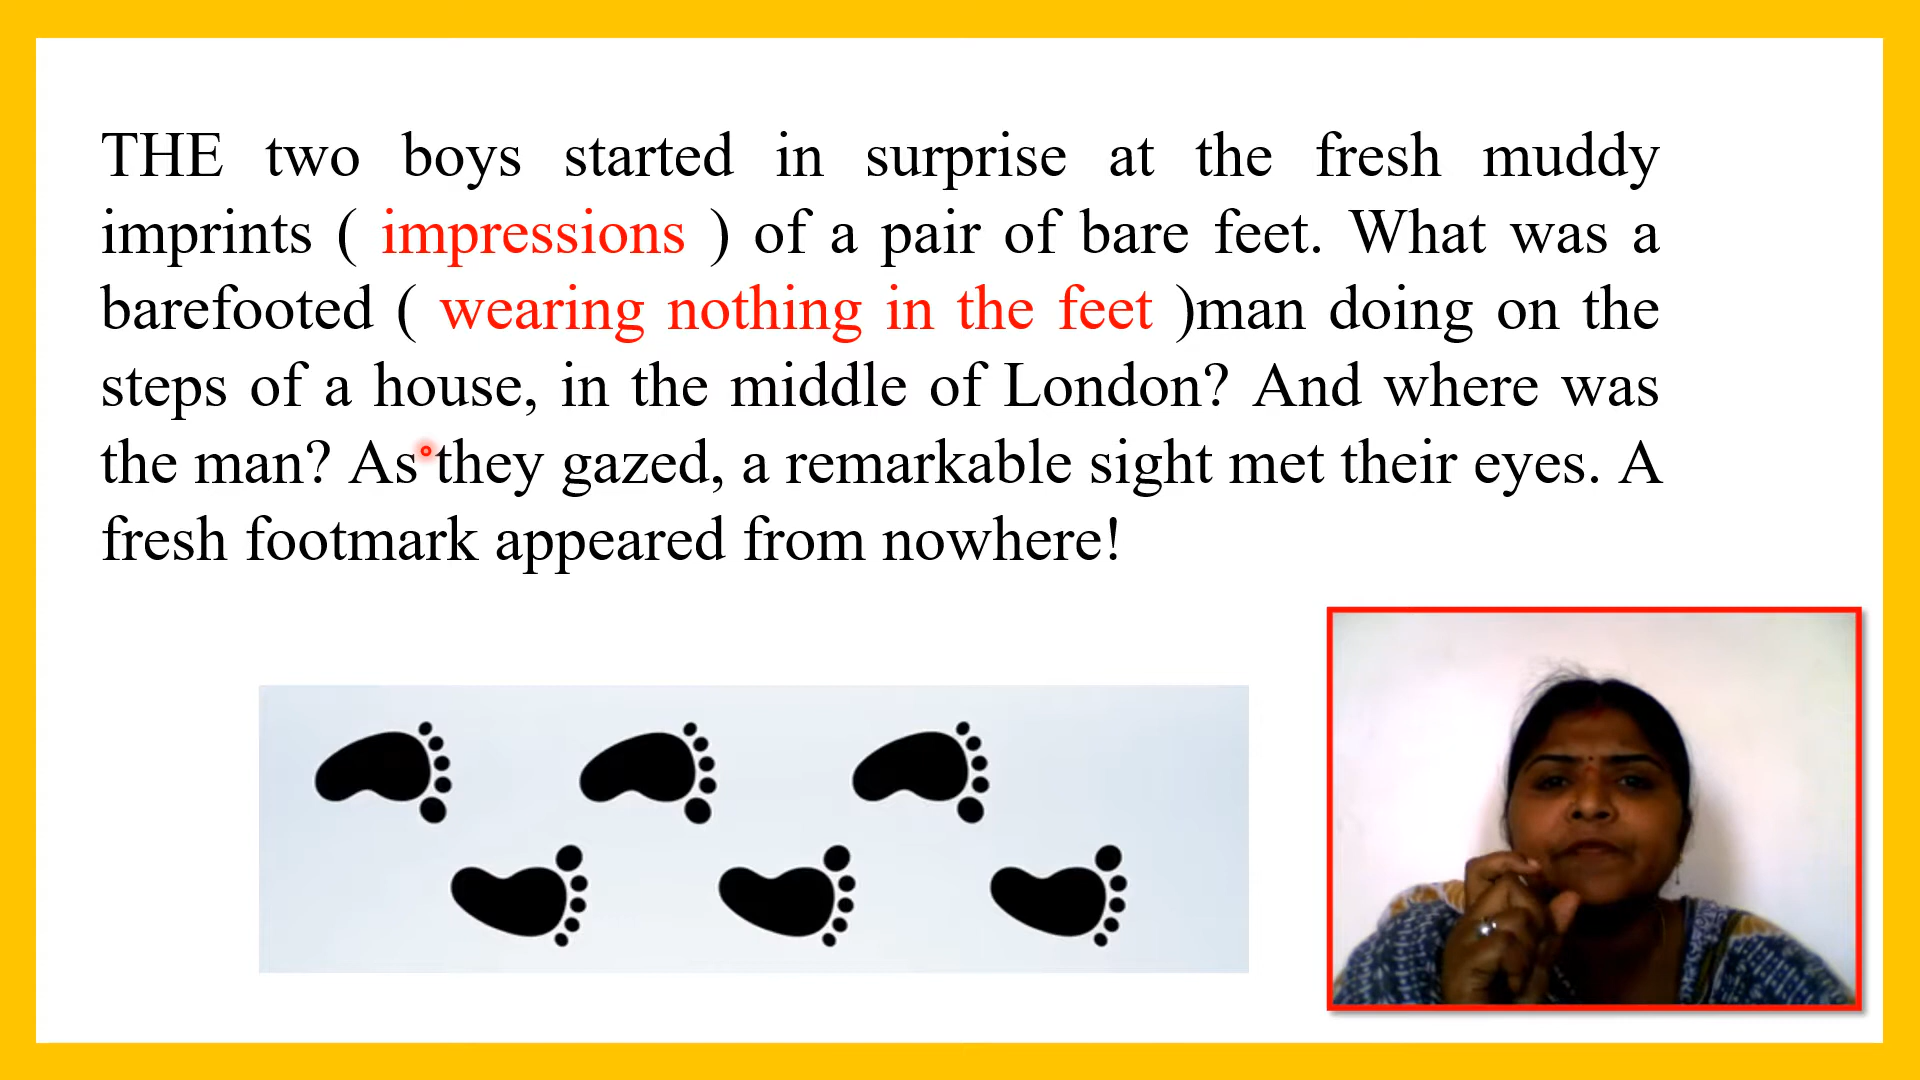 THE two boys started in surprise at the fresh muddy
imprints ( impressions ) of a pair of bare feet. What was a
barefooted ( wearing nothing in the feet )man doing on the
steps of a house, in the middle of London? And where was
the man? As they gazed, a remarkable sight met their eyes. A
fresh footmark appeared from nowhere!